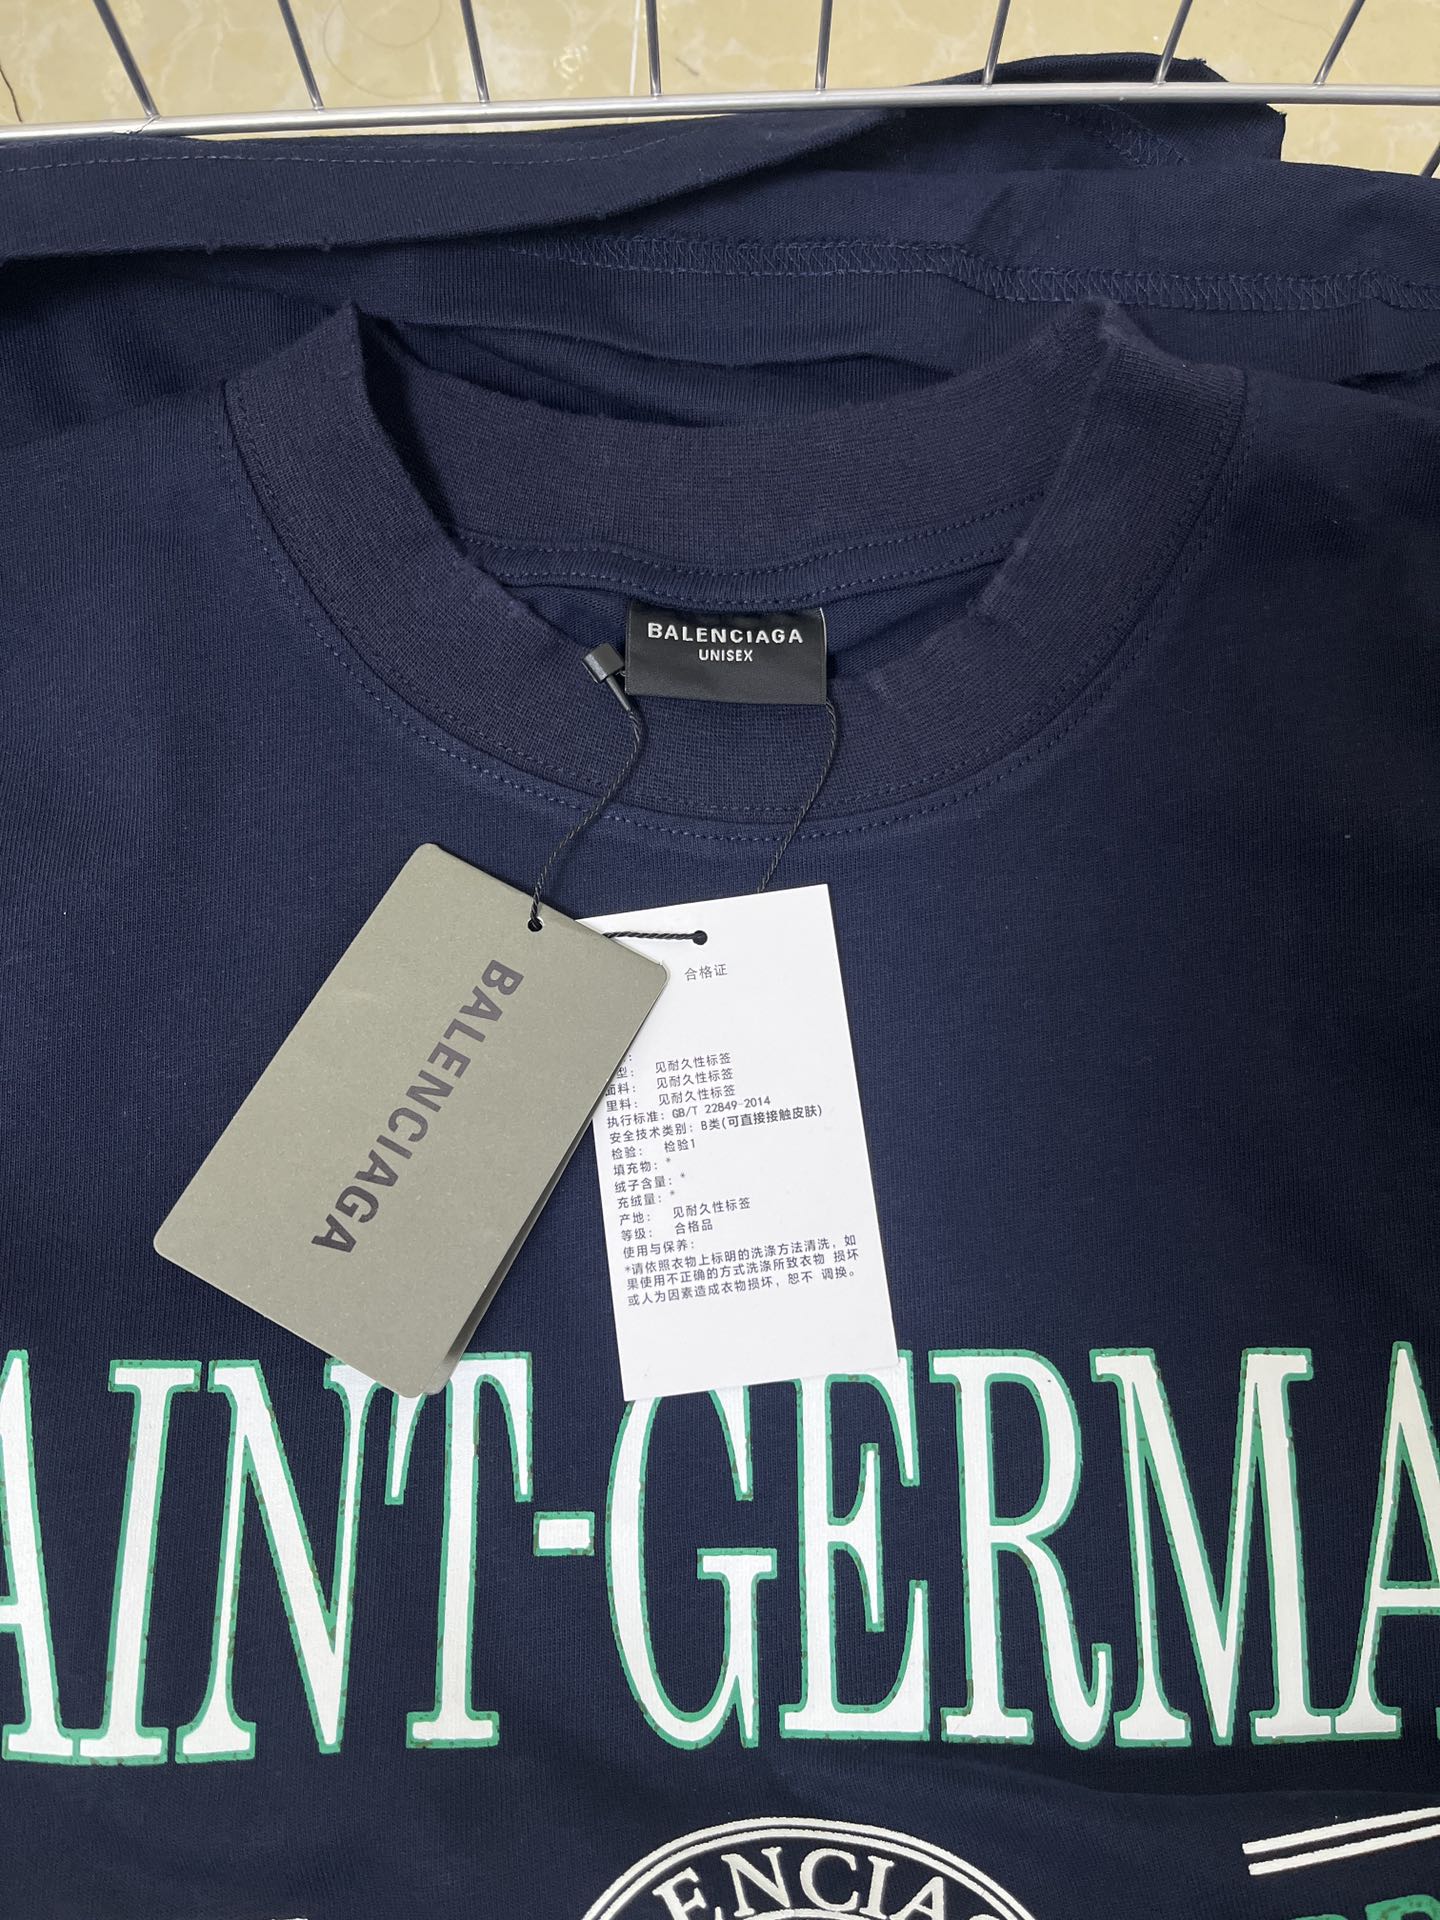 BALENCIAGA
UNISEX
BALENCIAGA
合格证
型： 见耐久性标签
面料： 见耐久性标签
里料： 见耐久性标签
执行标准：GB/T 22849-2014
安全技术类别：B类(可直接接触皮肤)
检验： 检验1
填充物：*
绒子含量：*
充绒量：*
产地： 见耐久性标签
等级： 合格品
使用与保养：
*请依照衣物上标明的洗涤方法清洗，如
果使用不正确的方式洗涤所致衣物 损坏
或人为因素造成衣物损坏，恕不 调换。
AINT-GERMA
ENCIA